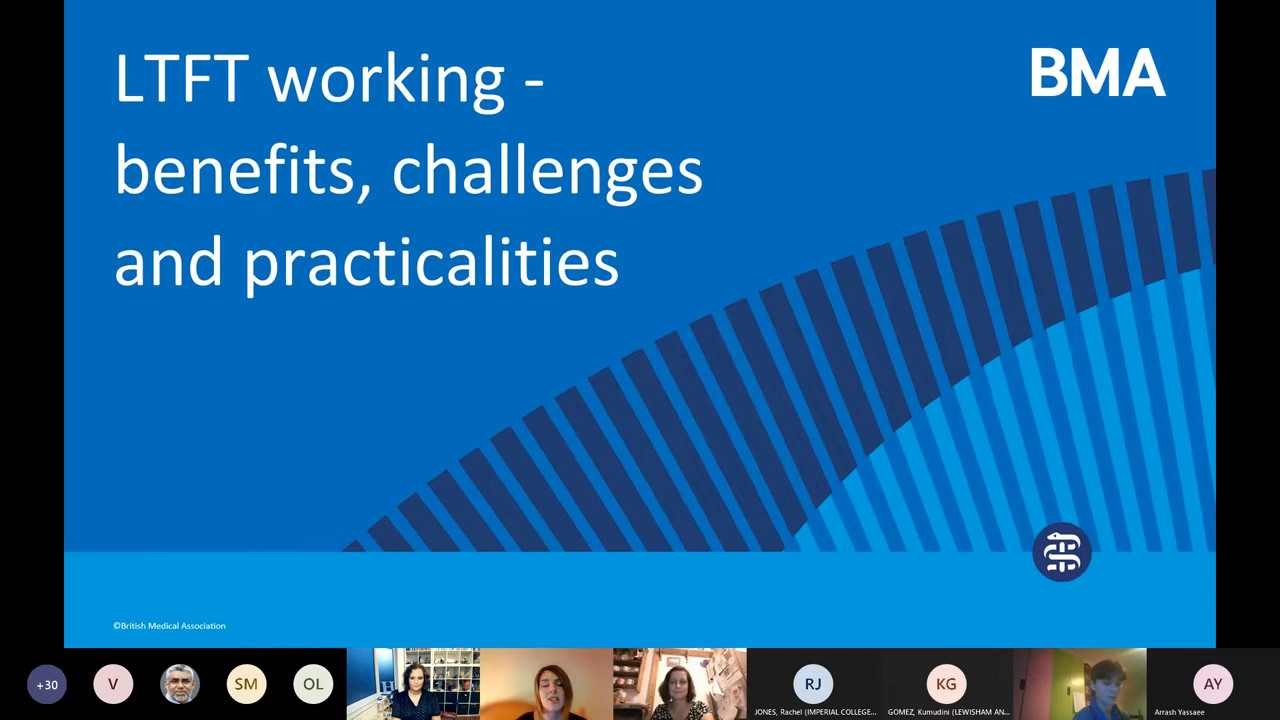 LTFT working -
benefits, challenges
and practicalities
BMA
©British Medical Association
+30
V
SM
OL
RJ
JONES, Rachel (IMPERIAL COLLEGE...
KG
GOMEZ, Kumudini (LEWISHAM AN...
AY
Arrash Yassaee